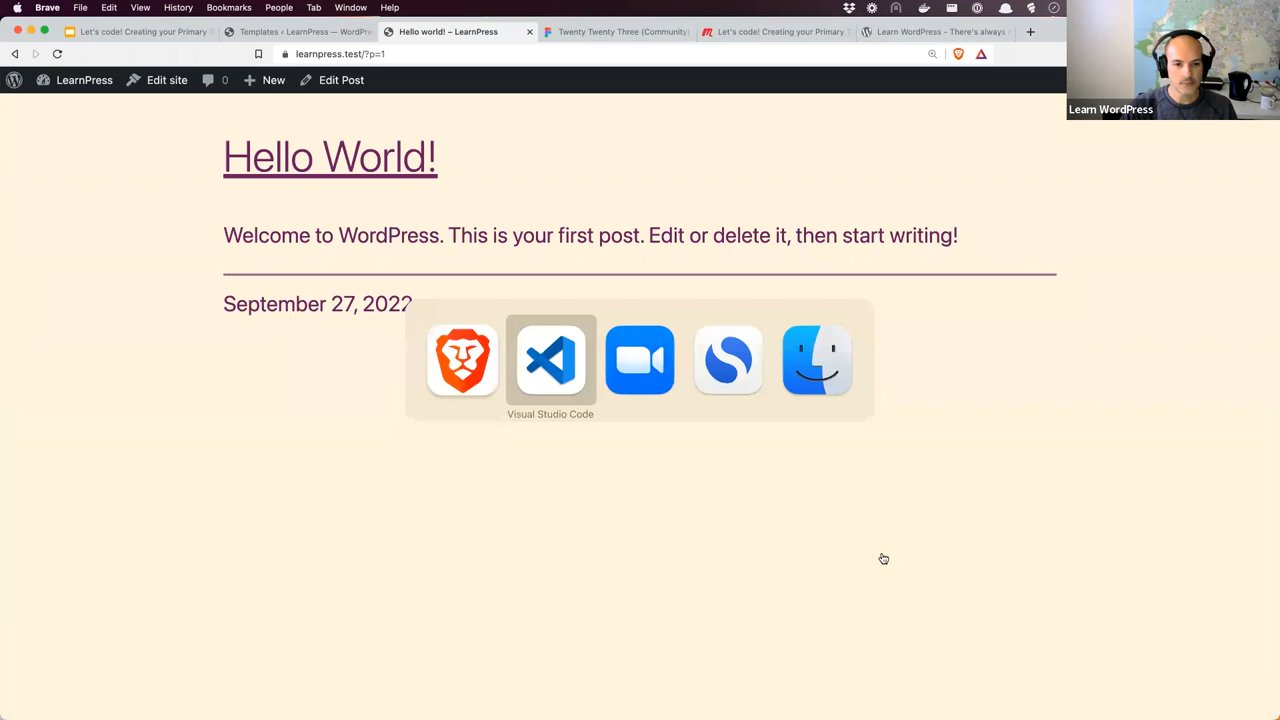 Brave File Edit View History Bookmarks People Tab Window Help
Let's code! Creating your Primary
Templates ‹ LearnPress — WordPre
Hello world! – LearnPress
Twenty Twenty Three (Community)
Let's code! Creating your Primary
Learn WordPress - There's always
learnpress.test/?p=1
LearnPress Edit site 0 New Edit Post
Learn WordPress
Hello World!
Welcome to WordPress. This is your first post. Edit or delete it, then start writing!
September 27, 2022
Visual Studio Code